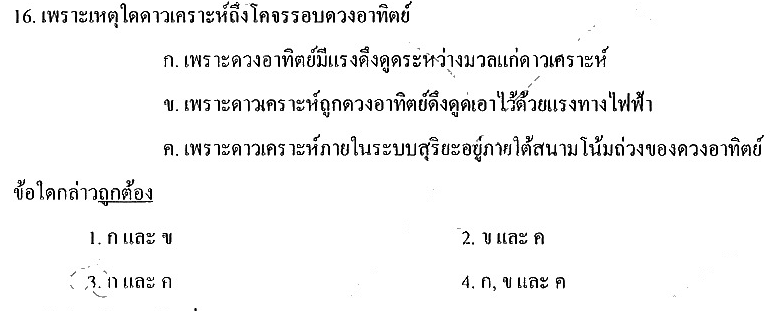 16. เพราะเหตุใดดาวเคราะห์ถึงโคจรรอบดวงอาทิตย์
ก. เพราะดวงอาทิตย์มีแรงดึงดูดระหว่างมวลแก่ดาวเคราะห์
ข. เพราะดาวเคราะห์ถูกดวงอาทิตย์ดึงดูดเอาไว้ด้วยแรงทางไฟฟ้า
ค. เพราะดาวเคราะห์ภายในระบบสุริยะอยู่ภายใต้สนามโน้มถ่วงของดวงอาทิตย์
ข้อใดกล่าวถูกต้อง
1. ก และ ข 2. ข และ ค
3. ก และ ค 4. ก, ข และ ค